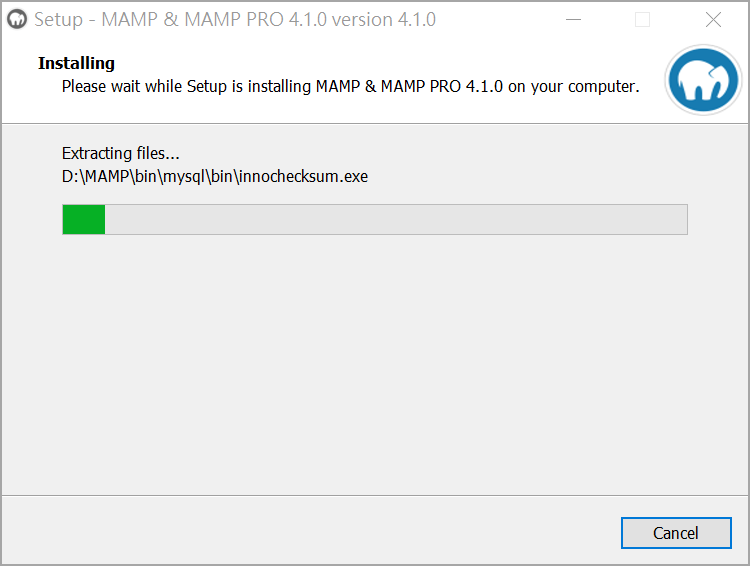 Setup - MAMP & MAMP PRO 4.1.0 version 4.1.0
Installing
Please wait while Setup is installing MAMP & MAMP PRO 4.1.0 on your computer.
Extracting files...
D:\MAMP\bin\mysql\bin\innochecksum.exe
Cancel